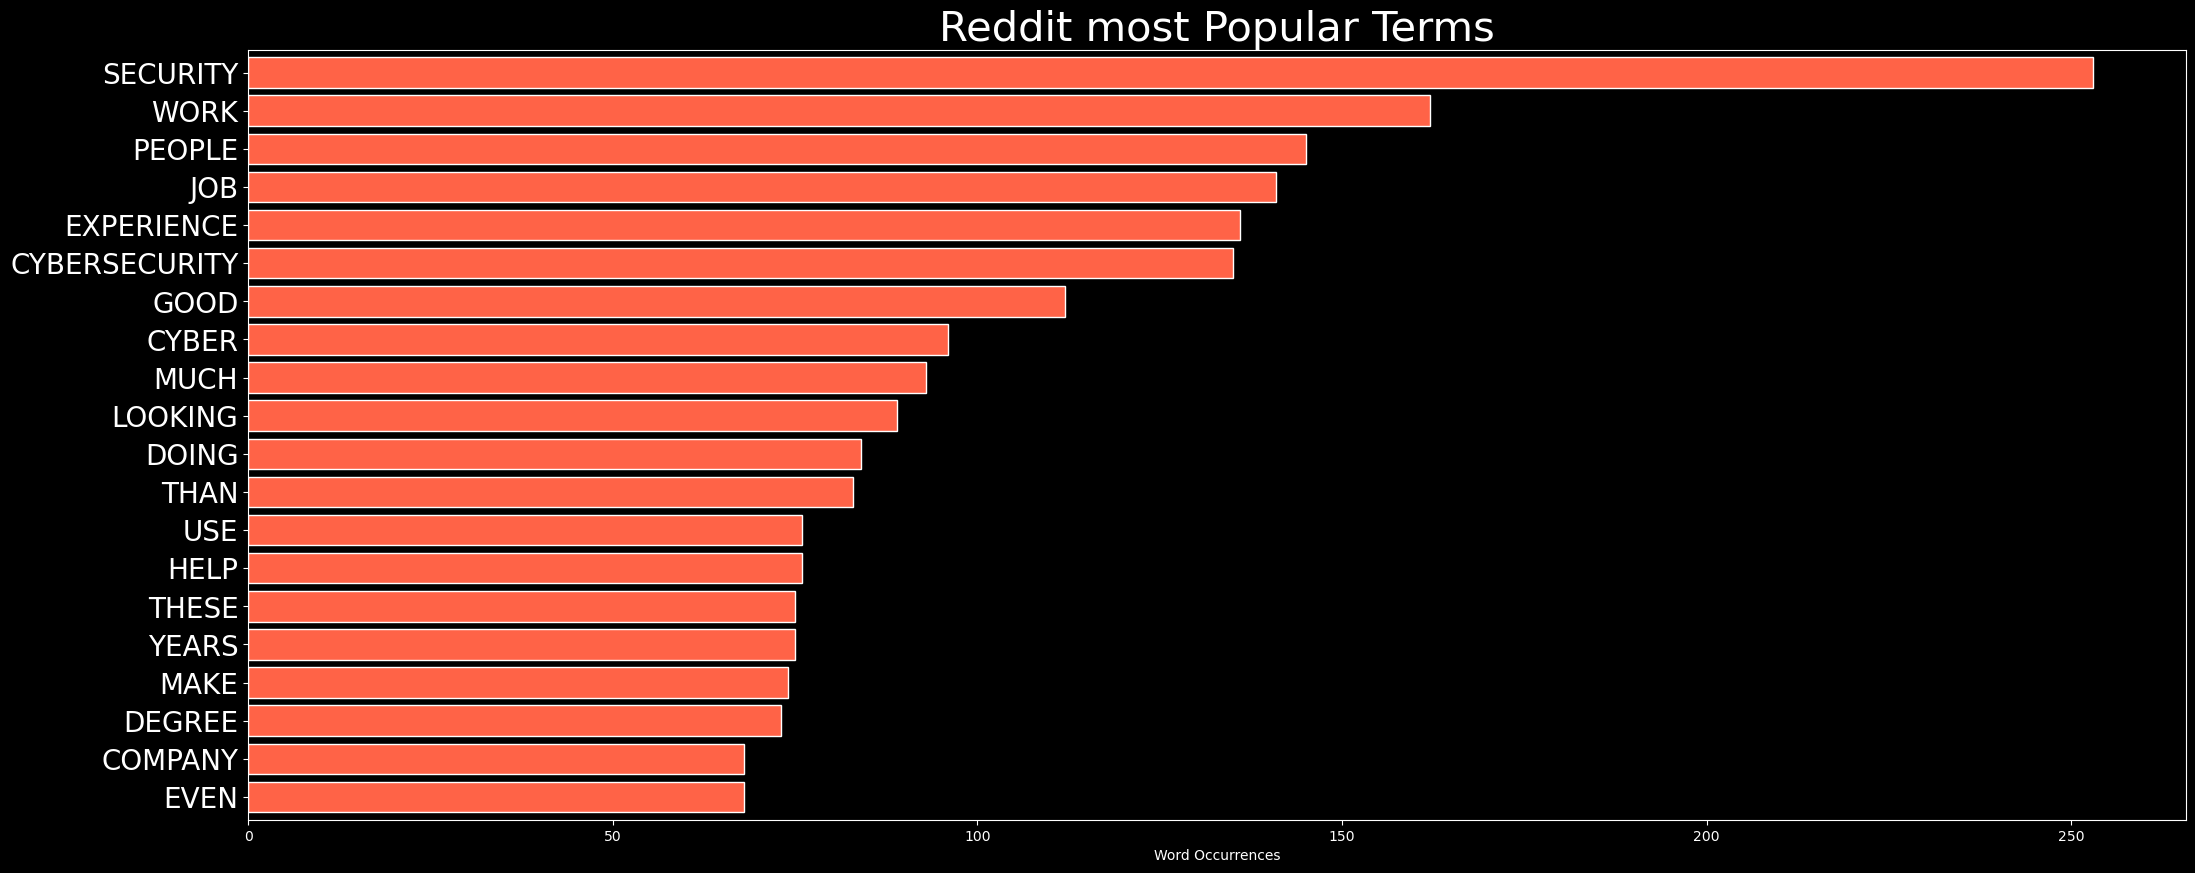 Reddit most Popular Terms
SECURITY
WORK
PEOPLE
JOB
EXPERIENCE
CYBERSECURITY
GOOD
CYBER
MUCH
LOOKING
DOING
THAN
USE
HELP
THESE
YEARS
MAKE
DEGREE
COMPANY
EVEN
0 50 100 150 200 250
Word Occurrences